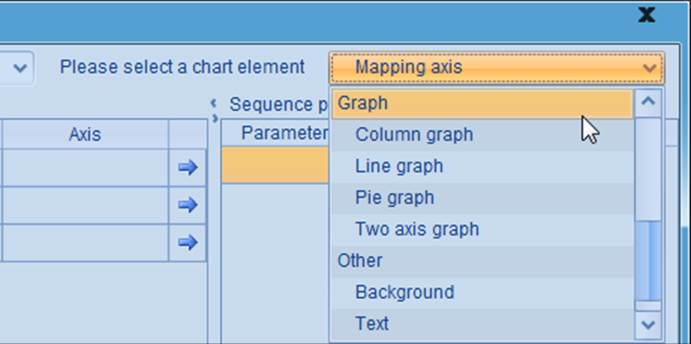 Please select a chart element Mapping axis
Sequence p
Graph
Axis
Parameter
Column graph
Line graph
Pie graph
Two axis graph
Other
Background
Text